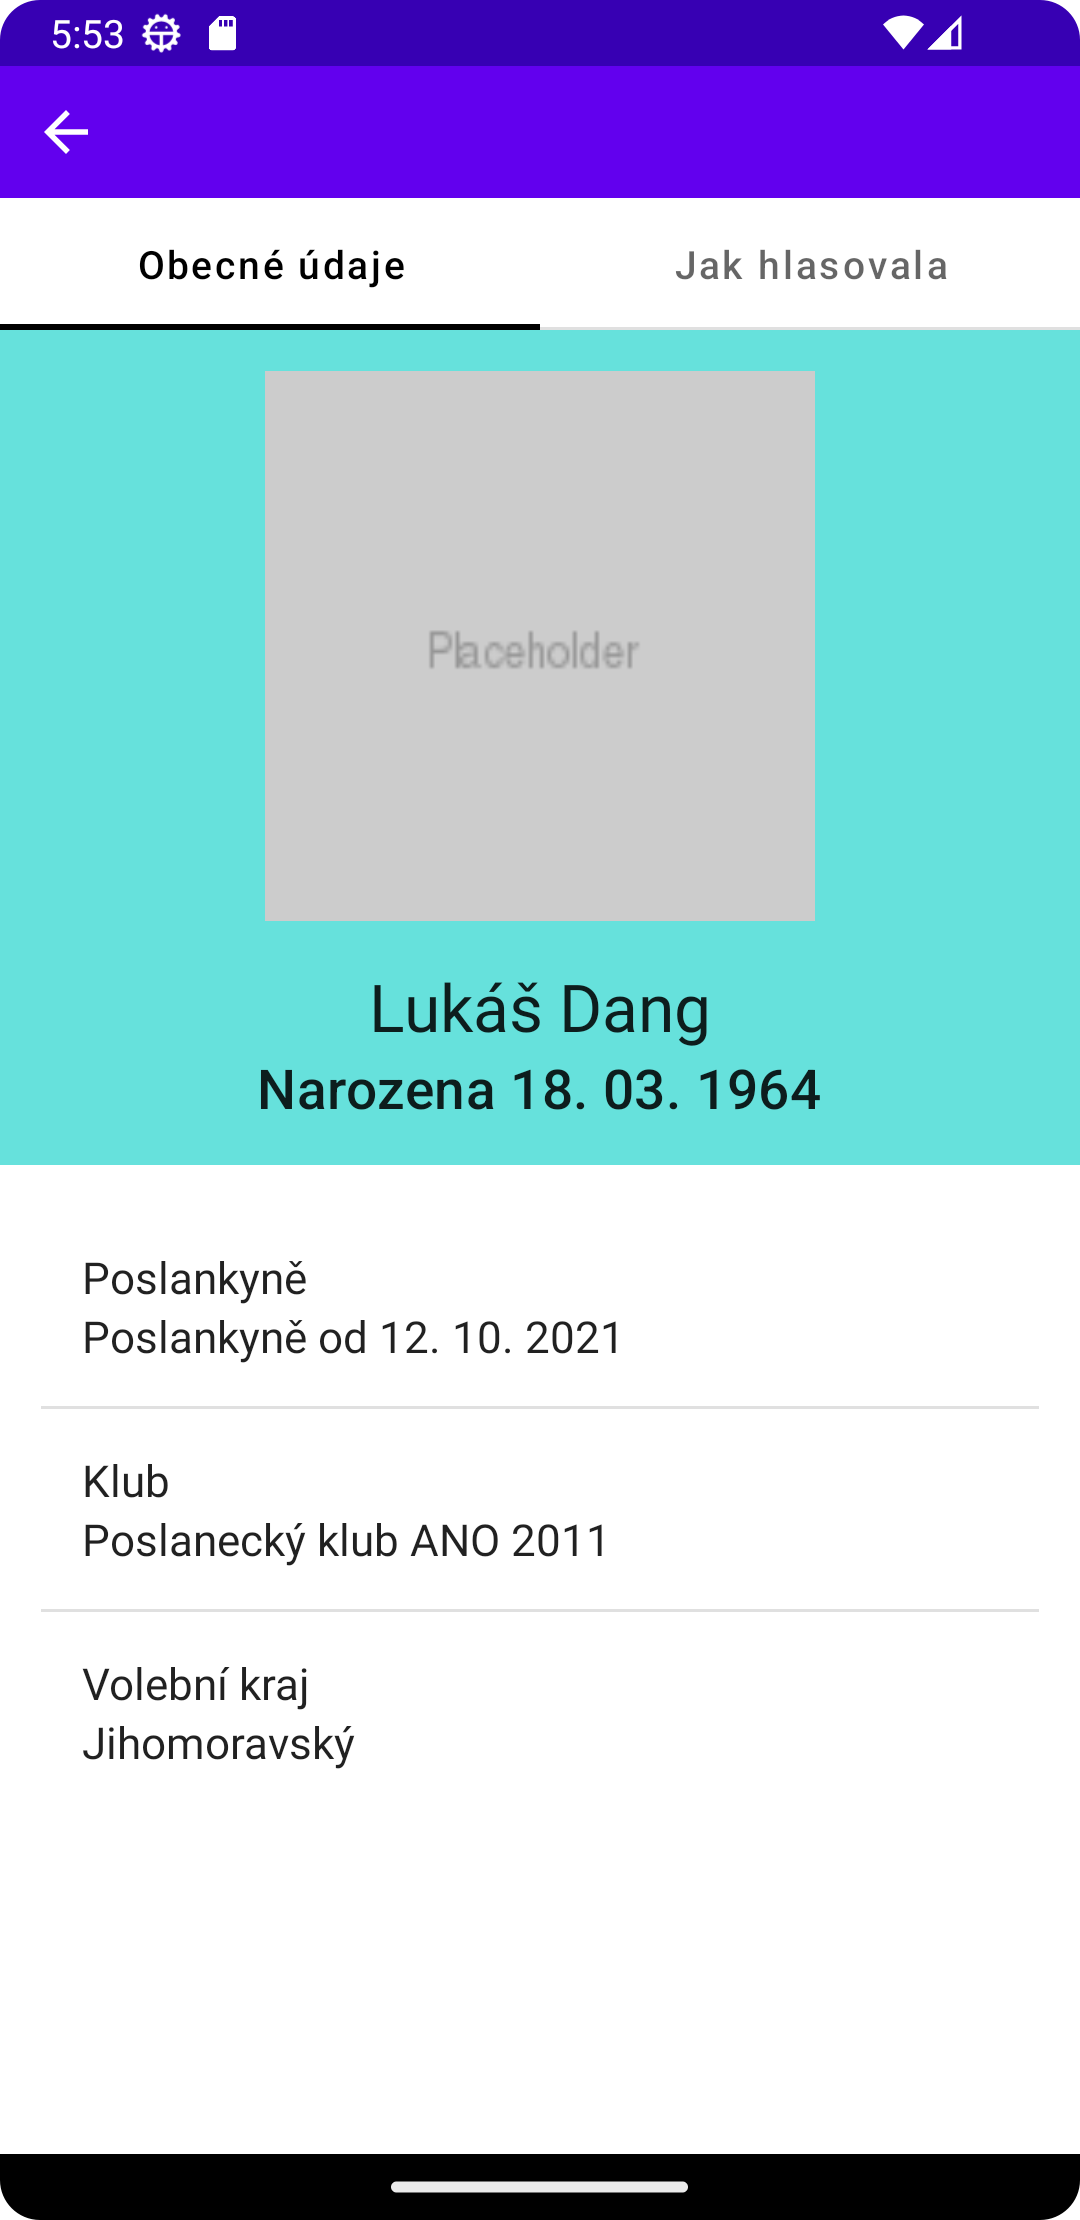 5:53
Obecné údaje
Jak hlasovala
Placeholder
Lukáš Dang
Narozena 18. 03. 1964
Poslankyně
Poslankyně od 12. 10. 2021
Klub
Poslanecký klub ANO 2011
Volební kraj
Jihomoravský